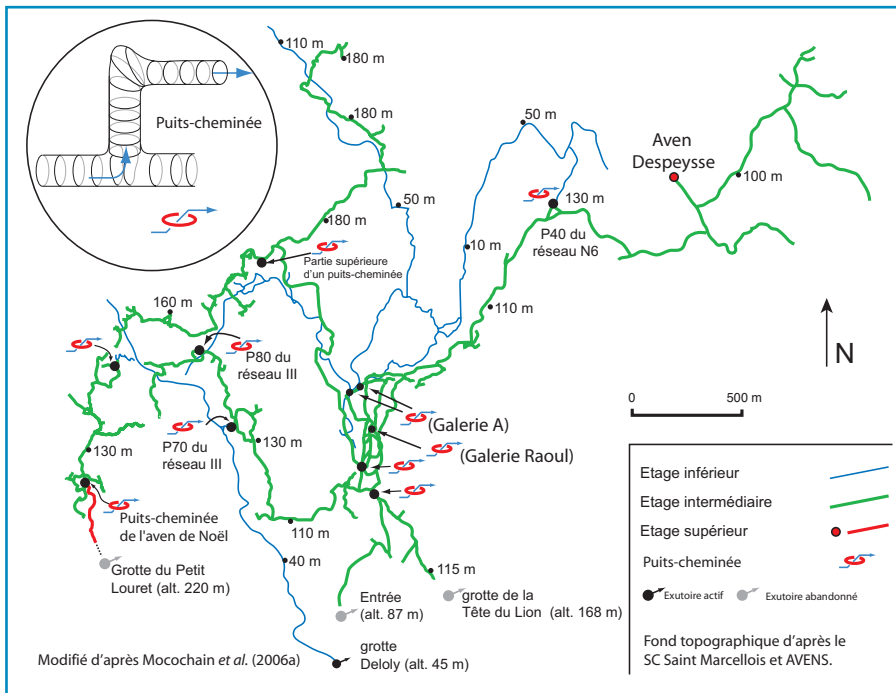 Puits-cheminée
110 m
180 m
180 m
50 m
180 m
Partie supérieure
d'un puits-cheminée
160 m
50 m
10 m
130 m
P40 du
réseau N6
Aven
Despeysse
100 m
110 m
P80 du
réseau III
P70 du
réseau III
130 m
130 m
(Galerie A)
(Galerie Raoul)
Puits-cheminée
de l'aven de Noël
110 m
40 m
115 m
Grotte du Petit
Louret (alt. 220 m)
Entrée
(alt. 87 m)
grotte de la
Tête du Lion (alt. 168 m)
grotte
Deloly (alt. 45 m)
N
0 500 m
Etage inférieur
Etage intermédiaire
Etage supérieur
Puits-cheminée
Exutoire actif
Exutoire abandonné
Fond topographique d'après le
SC Saint Marcellois et AVENS.
Modifié d'après Mocochain et al. (2006a)